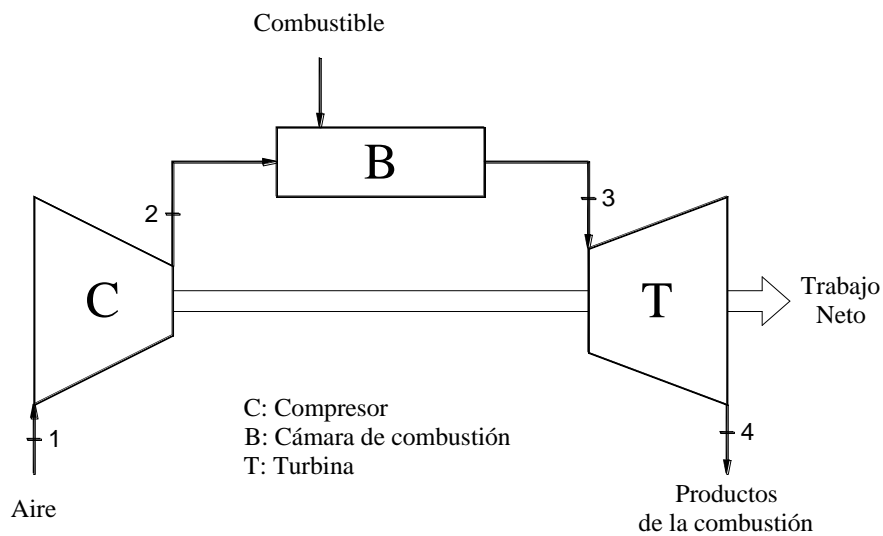 Combustible
B
2
3
C
T
Trabajo
Neto
C: Compresor
B: Cámara de combustión
T: Turbina
1
4
Aire
Productos
de la combustión